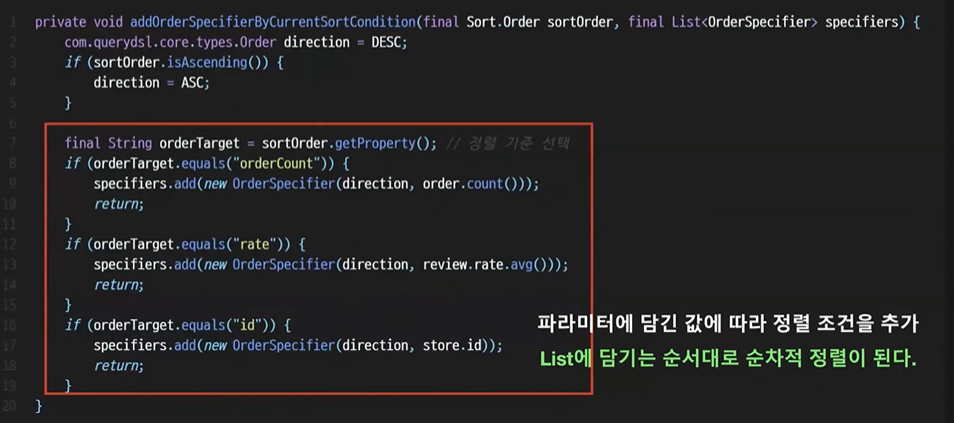 1 private void addOrderSpecifierByCurrentSortCondition(final Sort.Order sortOrder, final List<OrderSpecifier> specifiers) {
2     com.querydsl.core.types.Order direction = DESC;
3     if (sortOrder.isAscending()) {
4         direction = ASC;
5     }
6
7     final String orderTarget = sortOrder.getProperty(); // 정렬 기준 선택
8     if (orderTarget.equals("orderCount")) {
9         specifiers.add(new OrderSpecifier(direction, order.count()));
10         return;
11     }
12     if (orderTarget.equals("rate")) {
13         specifiers.add(new OrderSpecifier(direction, review.rate.avg()));
14         return;
15     }
16     if (orderTarget.equals("id")) {
17         specifiers.add(new OrderSpecifier(direction, store.id));
18         return;
19     }
20 }
파라미터에 담긴 값에 따라 정렬 조건을 추가
List에 담기는 순서대로 순차적 정렬이 된다.